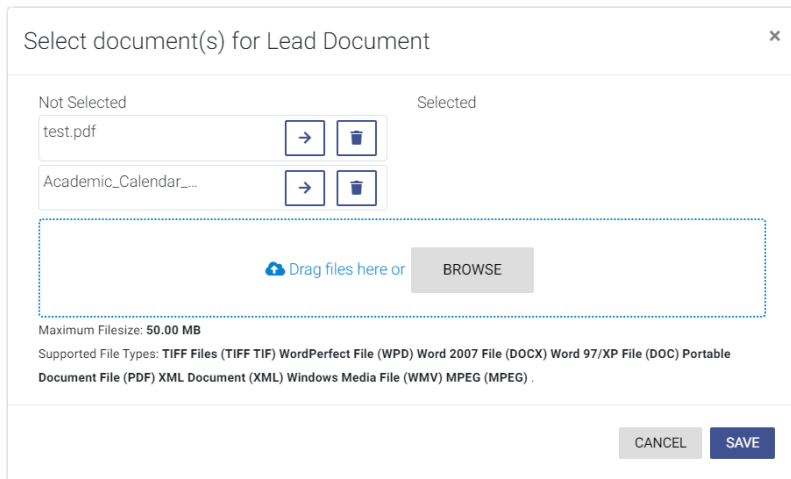 Select document(s) for Lead Document
×
Not Selected
Selected
test.pdf
Academic_Calendar_...
Drag files here or BROWSE
Maximum Filesize: 50.00 MB
Supported File Types: TIFF Files (TIFF TIF) WordPerfect File (WPD) Word 2007 File (DOCX) Word 97/XP File (DOC) Portable
Document File (PDF) XML Document (XML) Windows Media File (WMV) MPEG (MPEG) .
CANCEL SAVE